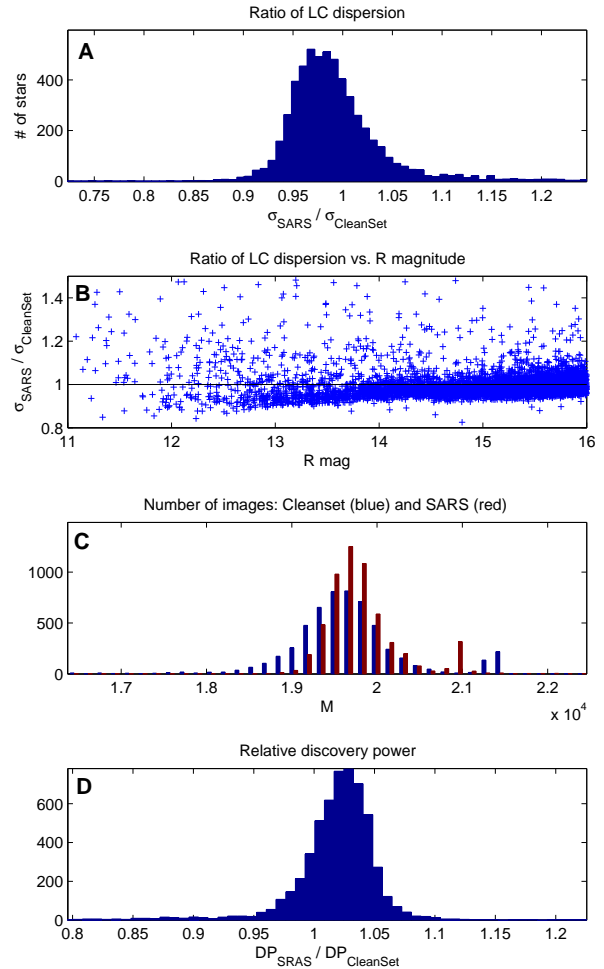 Ratio of LC dispersion
A
# of stars
400
200
0
0.75 0.8 0.85 0.9 0.95 1 1.05 1.1 1.15 1.2
σSARS / σCleanSet
Ratio of LC dispersion vs. R magnitude
B
σSARS / σCleanSet
1.4
1.2
1
0.8
11 12 13 14 15 16
R mag
Number of images: Cleanset (blue) and SARS (red)
C
1000
500
0
1.7 1.8 1.9 2 2.1 2.2
M
x 10^4
Relative discovery power
D
600
400
200
0
0.8 0.85 0.9 0.95 1 1.05 1.1 1.15 1.2
DPSRAS / DPCleanSet